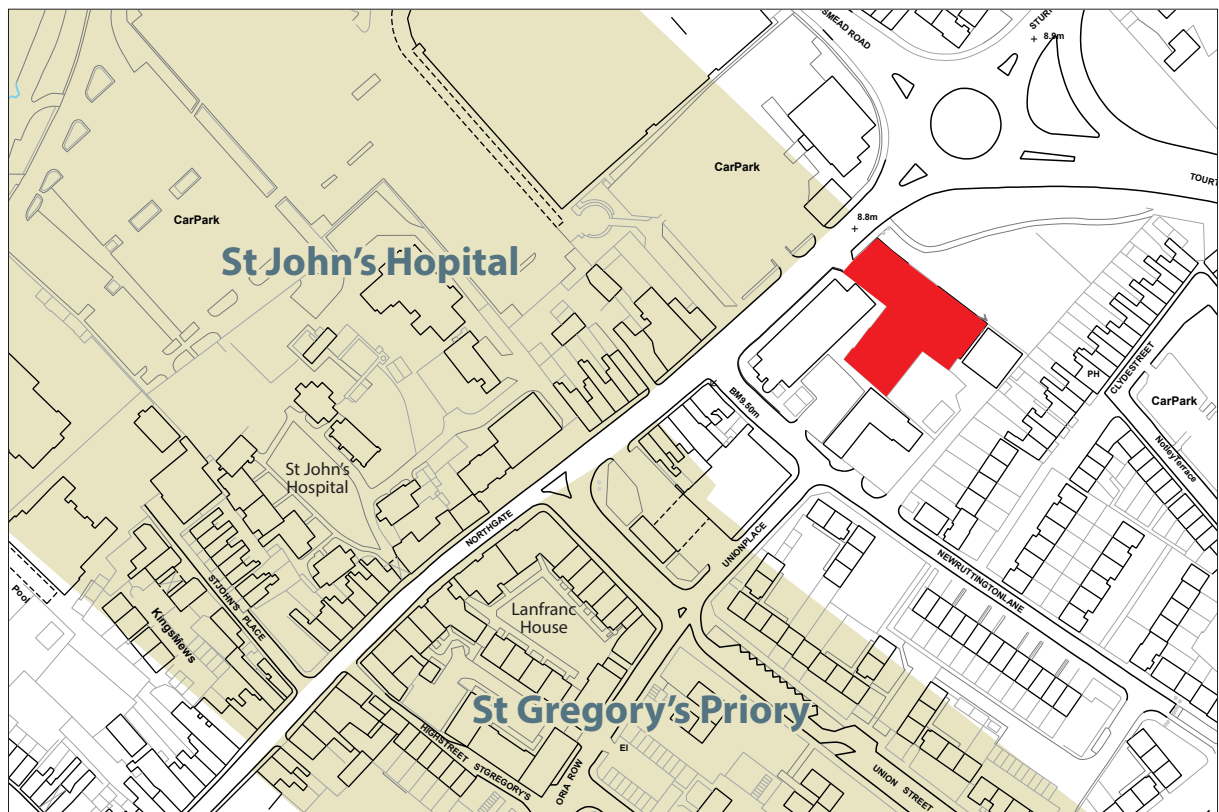 SMEAD ROAD
STUR
8.9m
CarPark
TOURT
8.8m
CarPark
St John's Hopital
PH
CLYDESTREET
CarPark
BM9.50m
NotleyTerrace
St John's
Hospital
NORTHGATE
UNIONPLACE
NEWRUTTINGTONLANE
Pool
STJOHN'S PLACE
KingsMews
Lanfranc
House
St Gregory's Priory
HIGHSTREET STGREGORY'S
ORIA ROW
El
UNION STREET